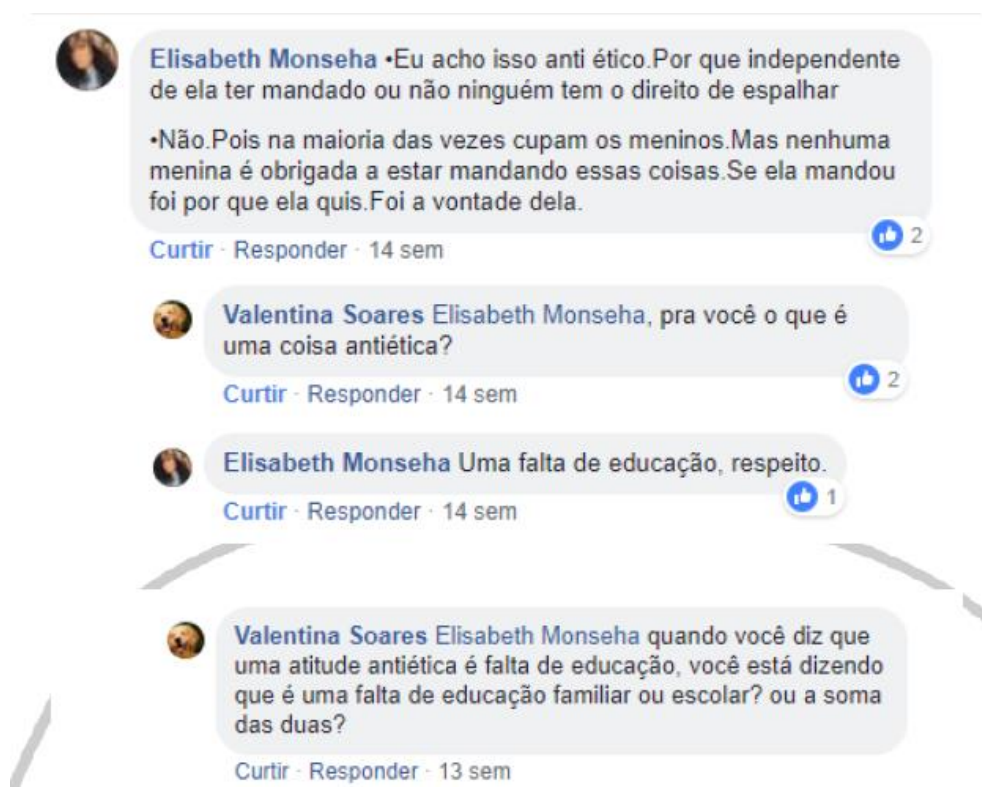 Elisabeth Monseha •Eu acho isso anti ético.Por que independente
de ela ter mandado ou não ninguém tem o direito de espalhar
•Não.Pois na maioria das vezes cupam os meninos.Mas nenhuma
menina é obrigada a estar mandando essas coisas.Se ela mandou
foi por que ela quis.Foi a vontade dela.
2
Curtir · Responder · 14 sem
Valentina Soares Elisabeth Monseha, pra você o que é
uma coisa antiética?
2
Curtir · Responder · 14 sem
Elisabeth Monseha Uma falta de educação, respeito.
1
Curtir · Responder · 14 sem
Valentina Soares Elisabeth Monseha quando você diz que
uma atitude antiética é falta de educação, você está dizendo
que é uma falta de educação familiar ou escolar? ou a soma
das duas?
Curtir · Responder · 13 sem